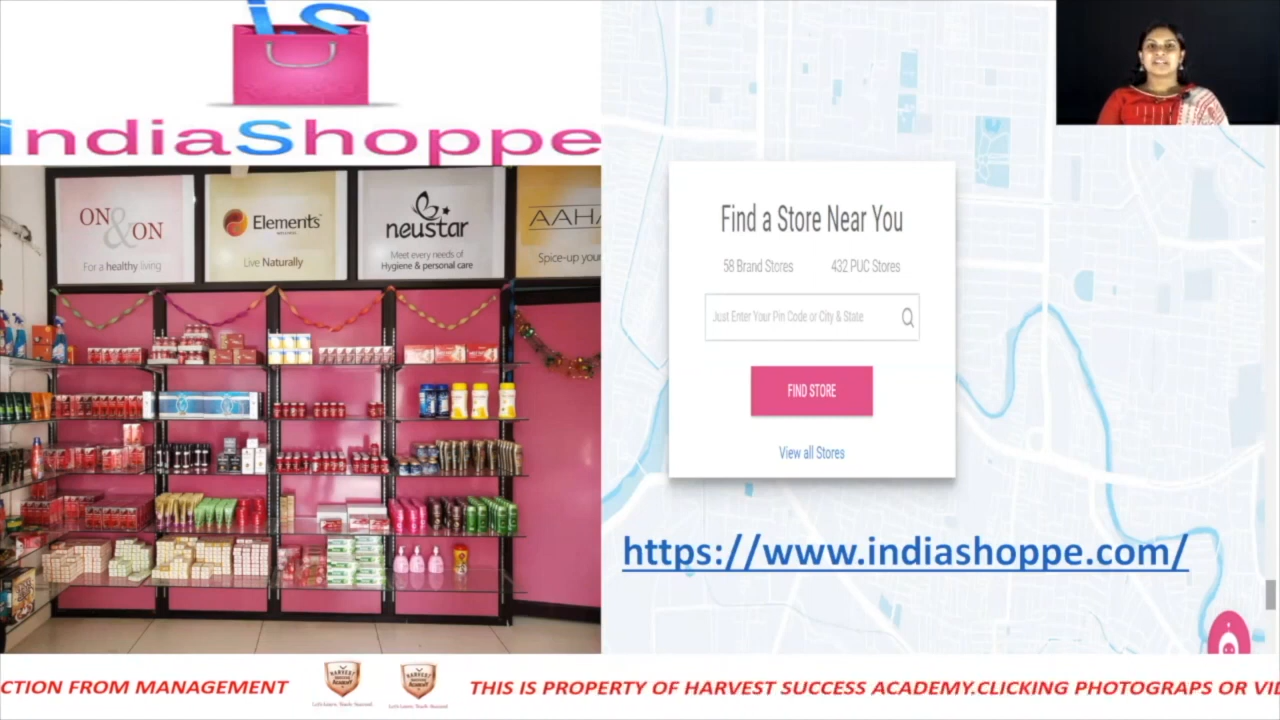 indiaShoppe
ON & ON
For a healthy living
Elements
WELLNESS
Live Naturally
neustar
Meet every needs of
Hygiene & personal care
AAHA
Spice-up your
Find a Store Near You
58 Brand Stores 432 PUC Stores
Just Enter Your Pin Code or City & State
FIND STORE
View all Stores
https://www.indiashoppe.com/
CTION FROM MANAGEMENT
HARVEST
HARVEST
THIS IS PROPERTY OF HARVEST SUCCESS ACADEMY.CLICKING PHOTOGRAPS OR VI